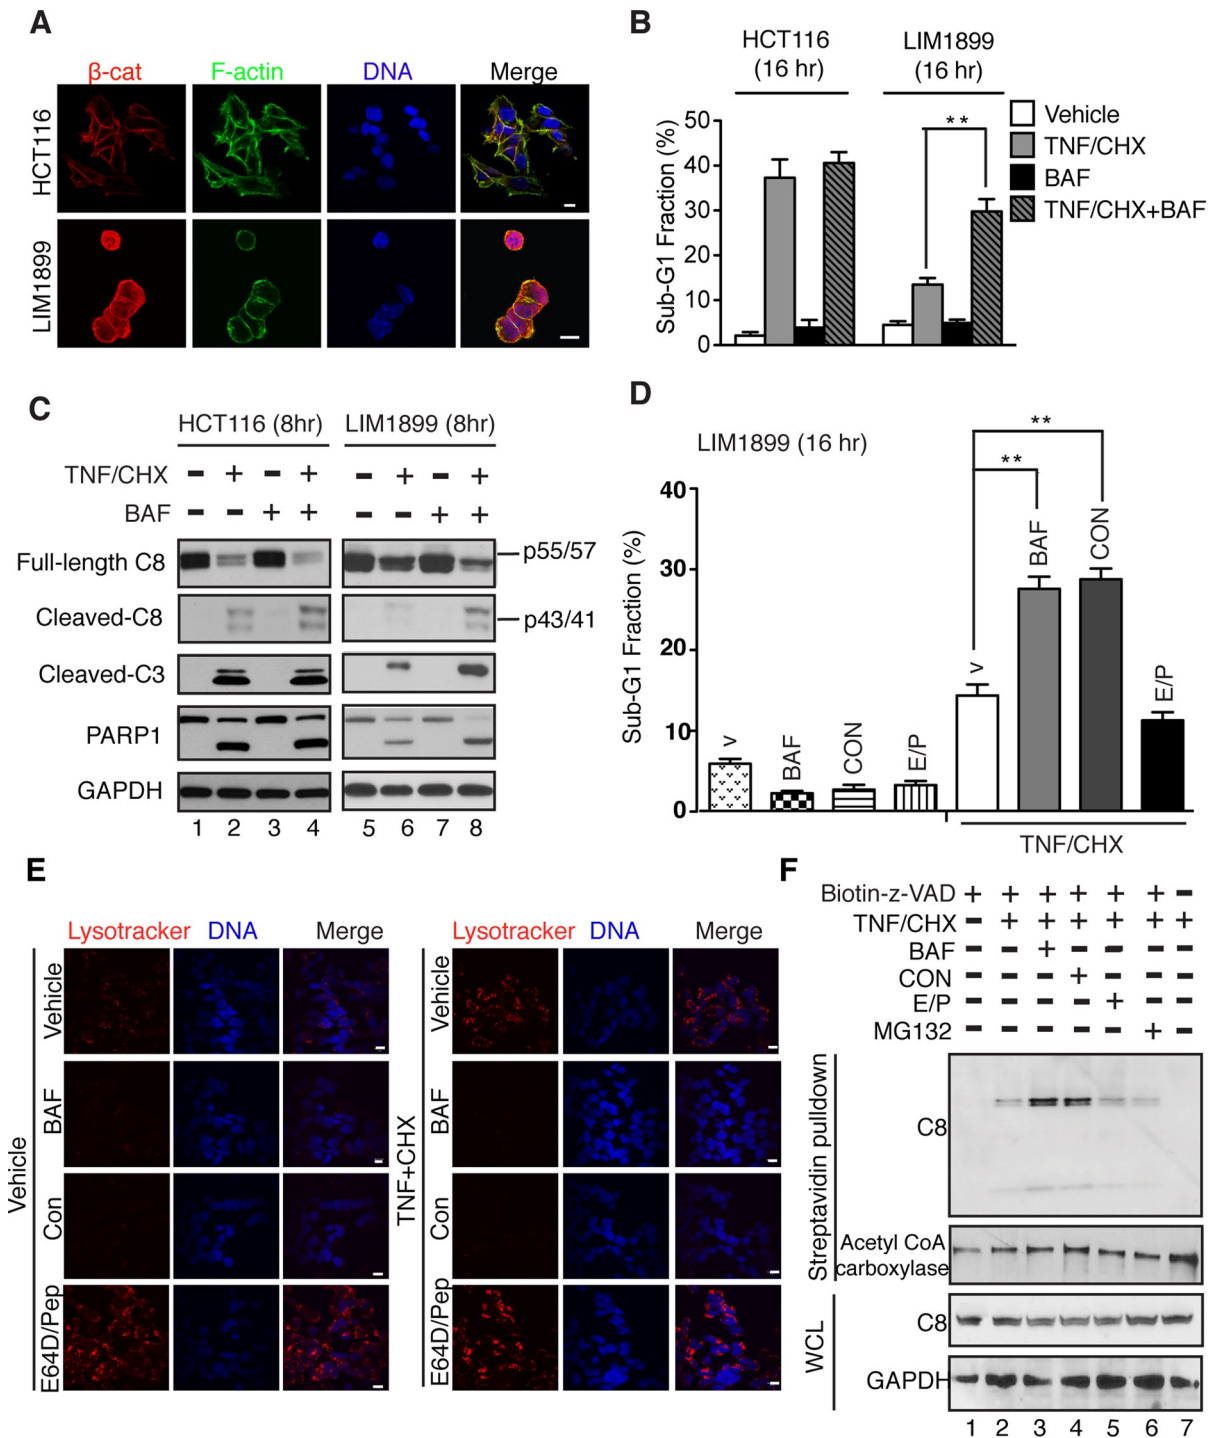 A
β-cat F-actin DNA Merge
HCT116
LIM1899
B
HCT116 (16 hr)
LIM1899 (16 hr)
Sub-G1 Fraction (%)
50
40
30
20
10
0
**
Vehicle
TNF/CHX
BAF
TNF/CHX+BAF
C
HCT116 (8hr) LIM1899 (8hr)
TNF/CHX - + - + - + - +
BAF - - + + - - + +
Full-length C8 p55/57
Cleaved-C8 p43/41
Cleaved-C3
PARP1
GAPDH
1 2 3 4 5 6 7 8
D
LIM1899 (16 hr)
Sub-G1 Fraction (%)
40
30
20
10
0
**
**
v BAF CON E/P v BAF CON E/P
TNF/CHX
E
Lysotracker DNA Merge Lysotracker DNA Merge
Vehicle
Vehicle
BAF
Con
E64D/Pep
TNF+CHX
Vehicle
BAF
Con
E64D/Pep
F
Biotin-z-VAD + + + + + + -
TNF/CHX - + + + + + +
BAF - - + - - - -
CON - - - + - - -
E/P - - - - + - -
MG132 - - - - - + -
Streptavidin pulldown
C8
Acetyl CoA
carboxylase
WCL
C8
GAPDH
1 2 3 4 5 6 7